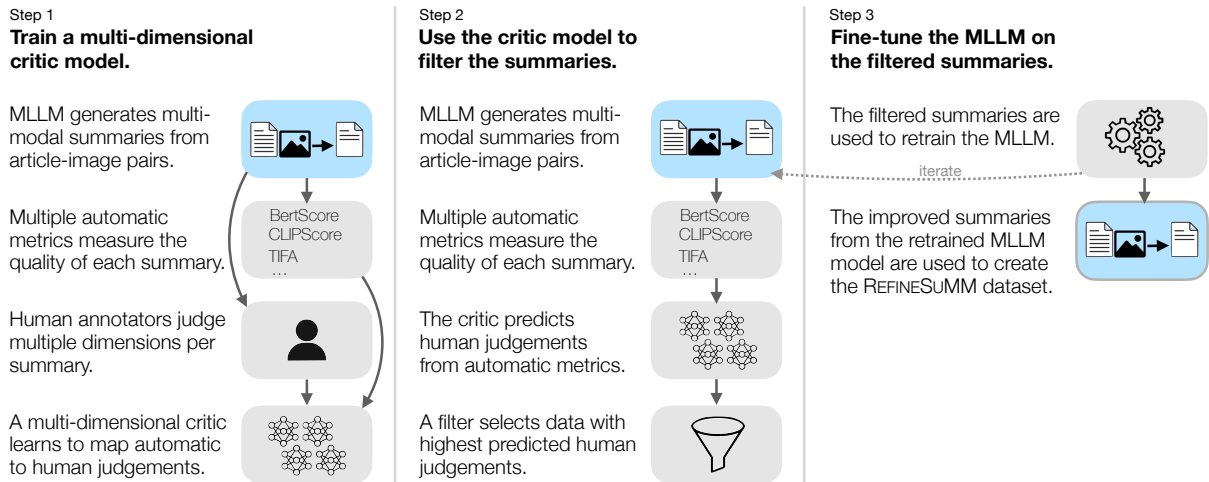 Step 1
Train a multi-dimensional
critic model.
MLLM generates multi-
modal summaries from
article-image pairs.
Multiple automatic
metrics measure the
quality of each summary.
BertScore
CLIPScore
TIFA
...
Human annotators judge
multiple dimensions per
summary.
A multi-dimensional critic
learns to map automatic
to human judgements.
Step 2
Use the critic model to
filter the summaries.
MLLM generates multi-
modal summaries from
article-image pairs.
Multiple automatic
metrics measure the
quality of each summary.
BertScore
CLIPScore
TIFA
...
The critic predicts
human judgements
from automatic metrics.
A filter selects data with
highest predicted human
judgements.
Step 3
Fine-tune the MLLM on
the filtered summaries.
The filtered summaries are
used to retrain the MLLM.
iterate
The improved summaries
from the retrained MLLM
model are used to create
the REFINESUMM dataset.